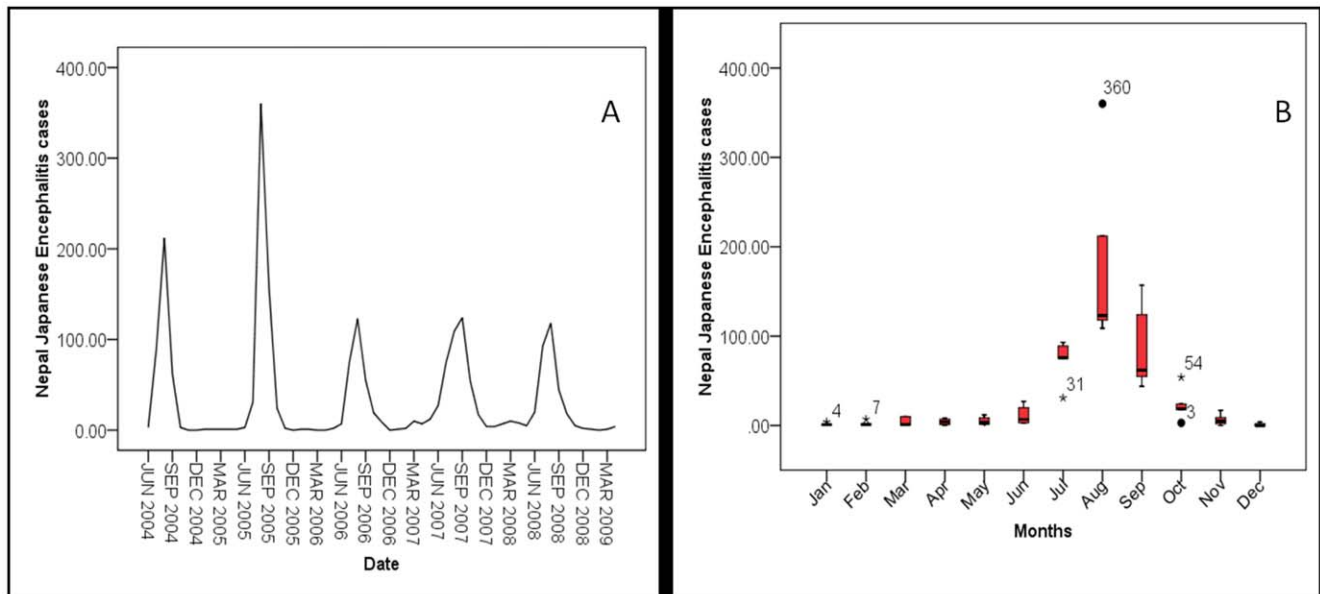 A
Nepal Japanese Encephalitis cases
400.00
300.00
200.00
100.00
0.00
JUN 2004
SEP 2004
DEC 2004
MAR 2005
JUN 2005
SEP 2005
DEC 2005
MAR 2006
JUN 2006
SEP 2006
DEC 2006
MAR 2007
JUN 2007
SEP 2007
DEC 2007
MAR 2008
JUN 2008
SEP 2008
DEC 2008
MAR 2009
Date
B
Nepal Japanese Encephalitis cases
400.00
300.00
200.00
100.00
.00
360
31
54
3
4
7
Jan
Feb
Mar
Apr
May
Jun
Jul
Aug
Sep
Oct
Nov
Dec
Months